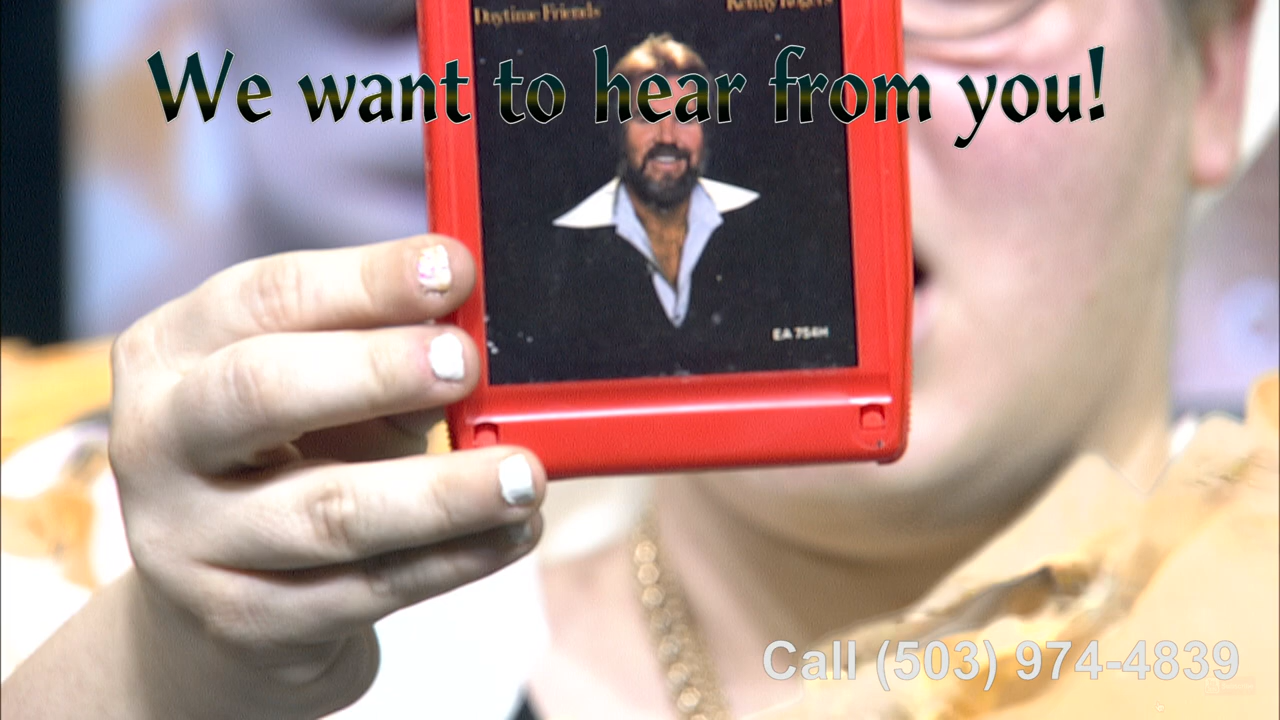 Daytime Friends Kenny Rogers
We want to hear from you!
EA 754H
Call (503) 974-4839